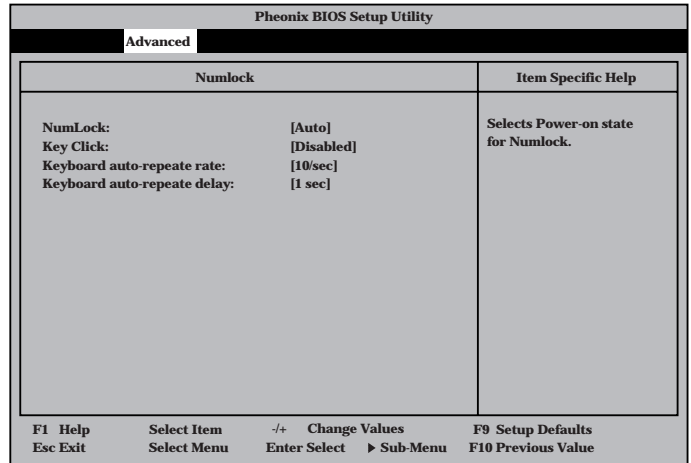 Pheonix BIOS Setup Utility
Advanced
Numlock
Item Specific Help
NumLock: [Auto]
Key Click: [Disabled]
Keyboard auto-repeate rate: [10/sec]
Keyboard auto-repeate delay: [1 sec]
Selects Power-on state
for Numlock.
F1 Help Select Item -/+ Change Values F9 Setup Defaults
Esc Exit Select Menu Enter Select ▶ Sub-Menu F10 Previous Value